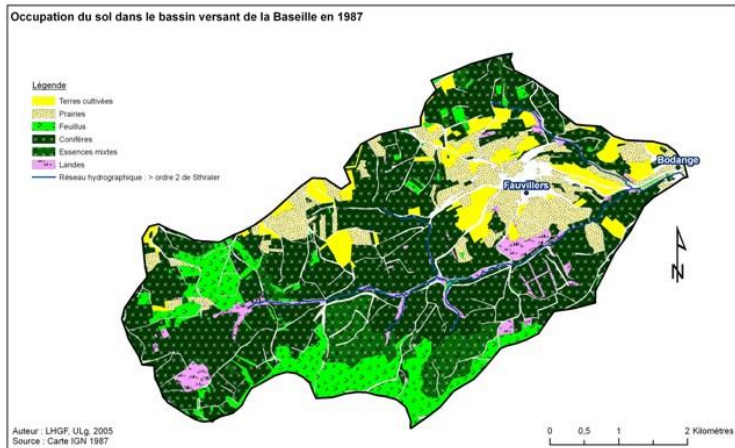 Occupation du sol dans le bassin versant de la Baseille en 1987
Légende
Terres cultivées
Prairies
Feuillus
Conifères
Essences mixtes
Landes
Réseau hydrographique : > ordre 2 de Sthraler
Bodange
Fauvillers
N
Auteur : LHGF, ULg, 2005
Source : Carte IGN 1987
0 0,5 1 2 Kilomètres